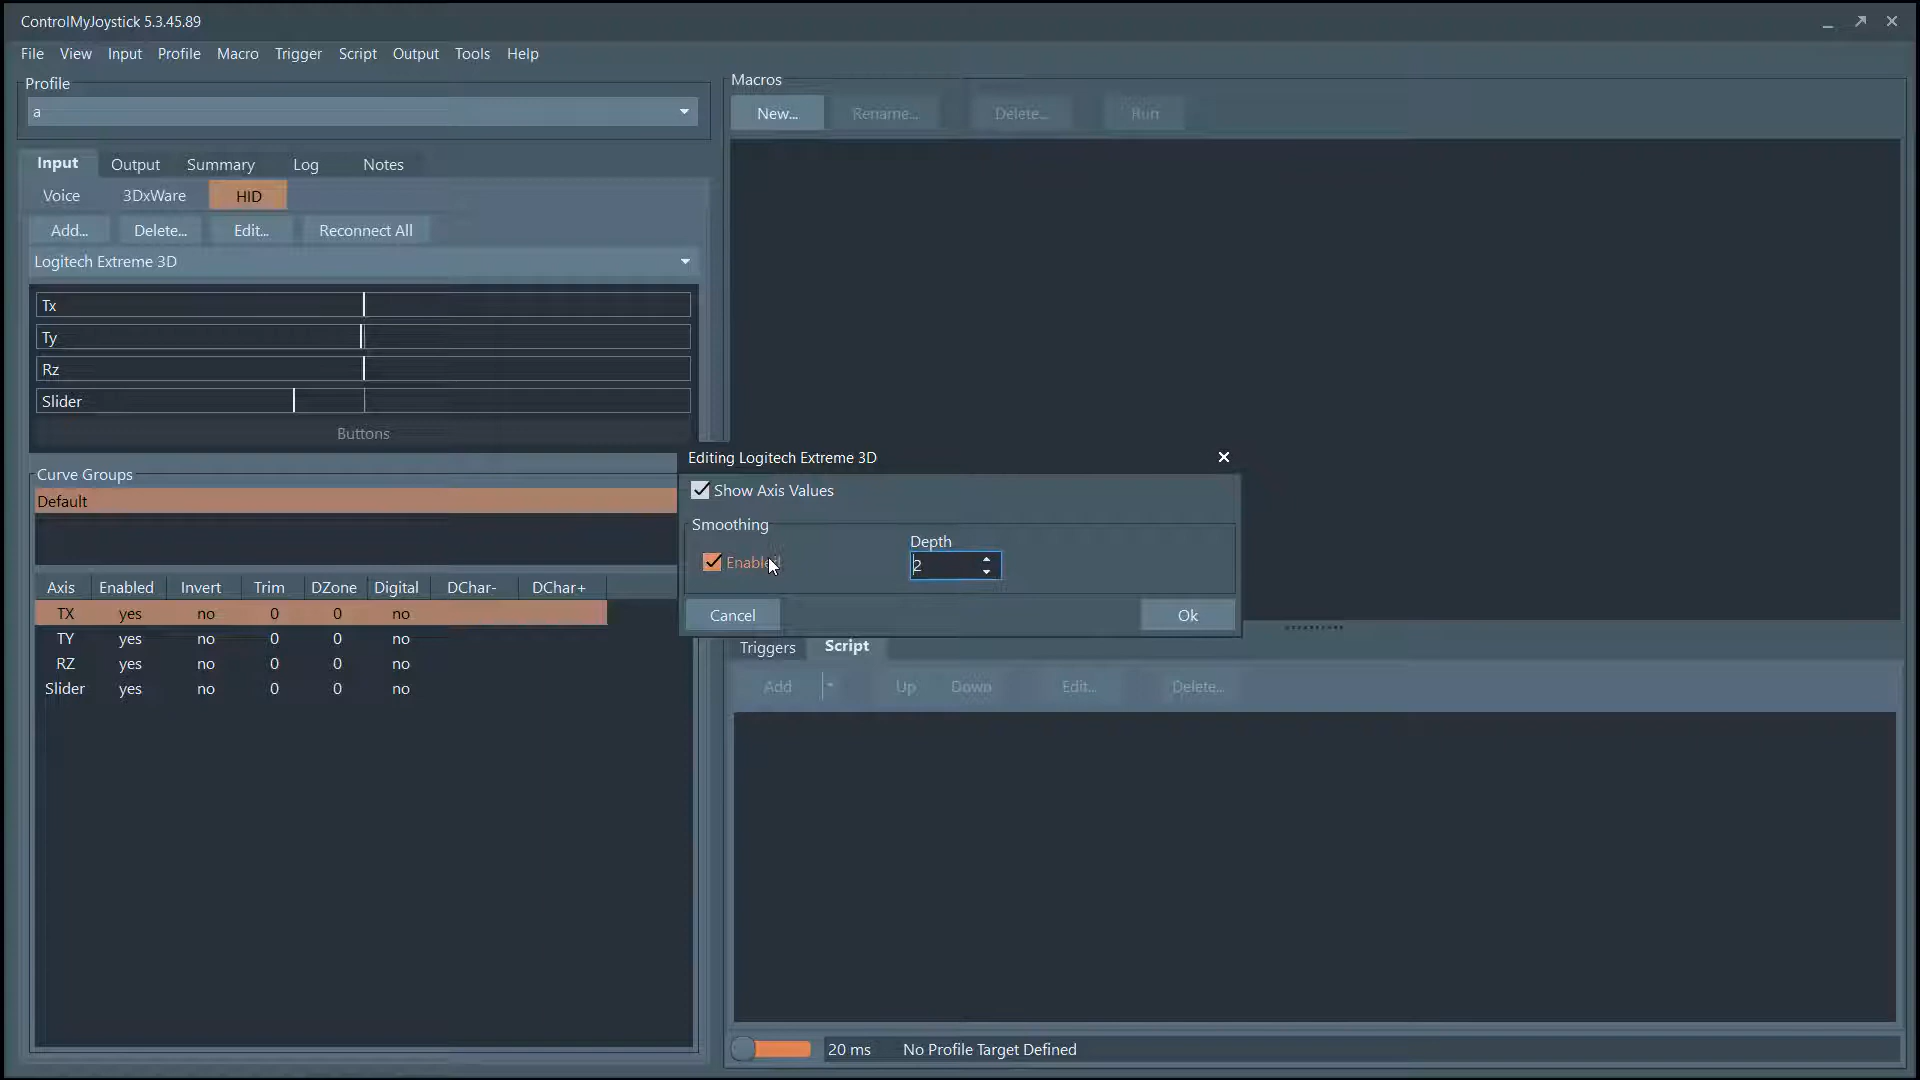 ControlMyJoystick 5.3.45.89
File View Input Profile Macro Trigger Script Output Tools Help
Profile
a
Input Output Summary Log Notes
Voice 3DxWare HID
Add... Delete... Edit... Reconnect All
Logitech Extreme 3D
Tx
Ty
Rz
Slider
Buttons
Curve Groups
Default
Axis Enabled Invert Trim DZone Digital DChar- DChar+
TX yes no 0 0 no
TY yes no 0 0 no
RZ yes no 0 0 no
Slider yes no 0 0 no
Macros
New... Rename... Delete... Run
Editing Logitech Extreme 3D
Show Axis Values
Smoothing
Enabled
Depth
2
Cancel Ok
Triggers Script
Add Up Down Edit... Delete...
20 ms No Profile Target Defined